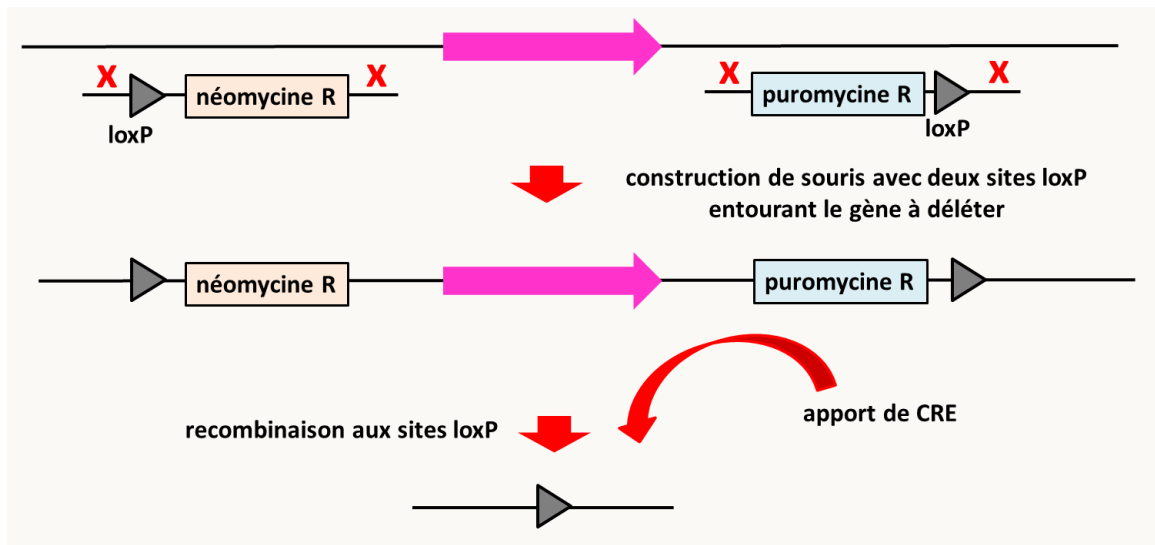 X X X X
néomycine R puromycine R
loxP loxP
construction de souris avec deux sites loxP
entourant le gène à déléter
néomycine R puromycine R
apport de CRE
recombinaison aux sites loxP